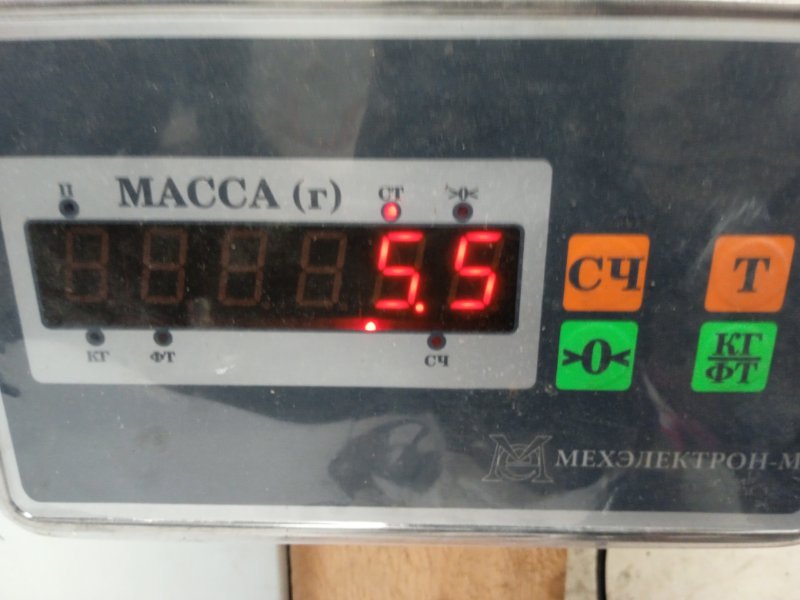 П МАССА (г) СТ >0<
5.5
КГ ФТ СЧ
СЧ Т
>0< КГ/ФТ
МЕХЭЛЕКТРОН-М